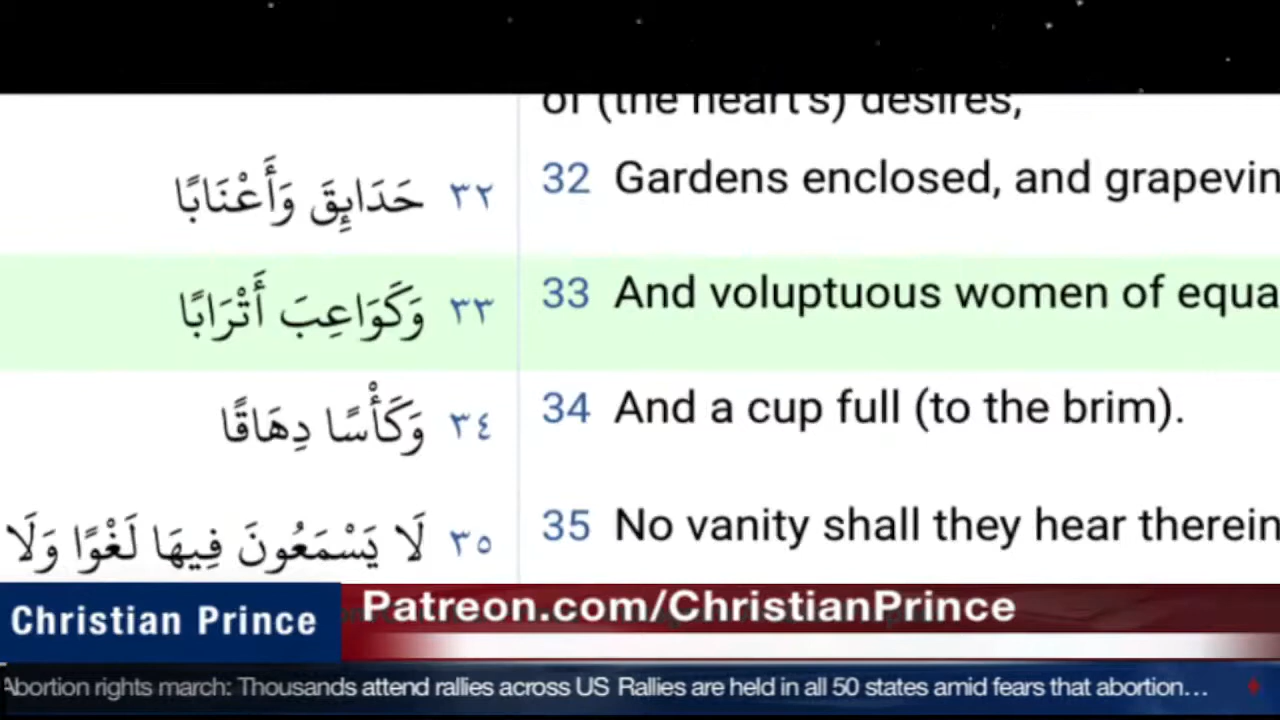 of (the heart's) desires,
حَدَائِقَ وَأَعْنَابًا ٣٢
32 Gardens enclosed, and grapevin
وَكَوَاعِبَ أَتْرَابًا ٣٣
33 And voluptuous women of equa
وَكَأْسًا دِهَاقًا ٣٤
34 And a cup full (to the brim).
لَا يَسْمَعُونَ فِيهَا لَغْوًا وَلَا ٣٥
35 No vanity shall they hear therein
Christian Prince
Patreon.com/ChristianPrince
Abortion rights march: Thousands attend rallies across US Rallies are held in all 50 states amid fears that abortion...